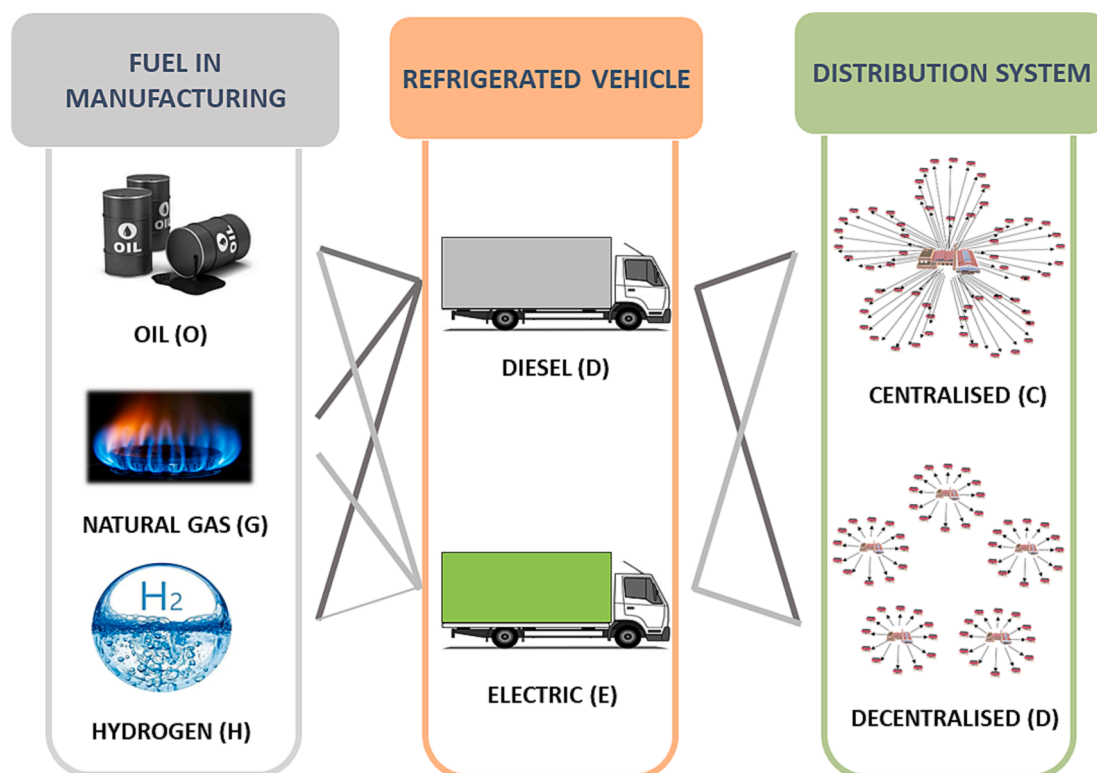 FUEL IN
MANUFACTURING
REFRIGERATED VEHICLE
DISTRIBUTION SYSTEM
OIL
OIL
OIL (O)
DIESEL (D)
CENTRALISED (C)
NATURAL GAS (G)
H2
HYDROGEN (H)
ELECTRIC (E)
DECENTRALISED (D)